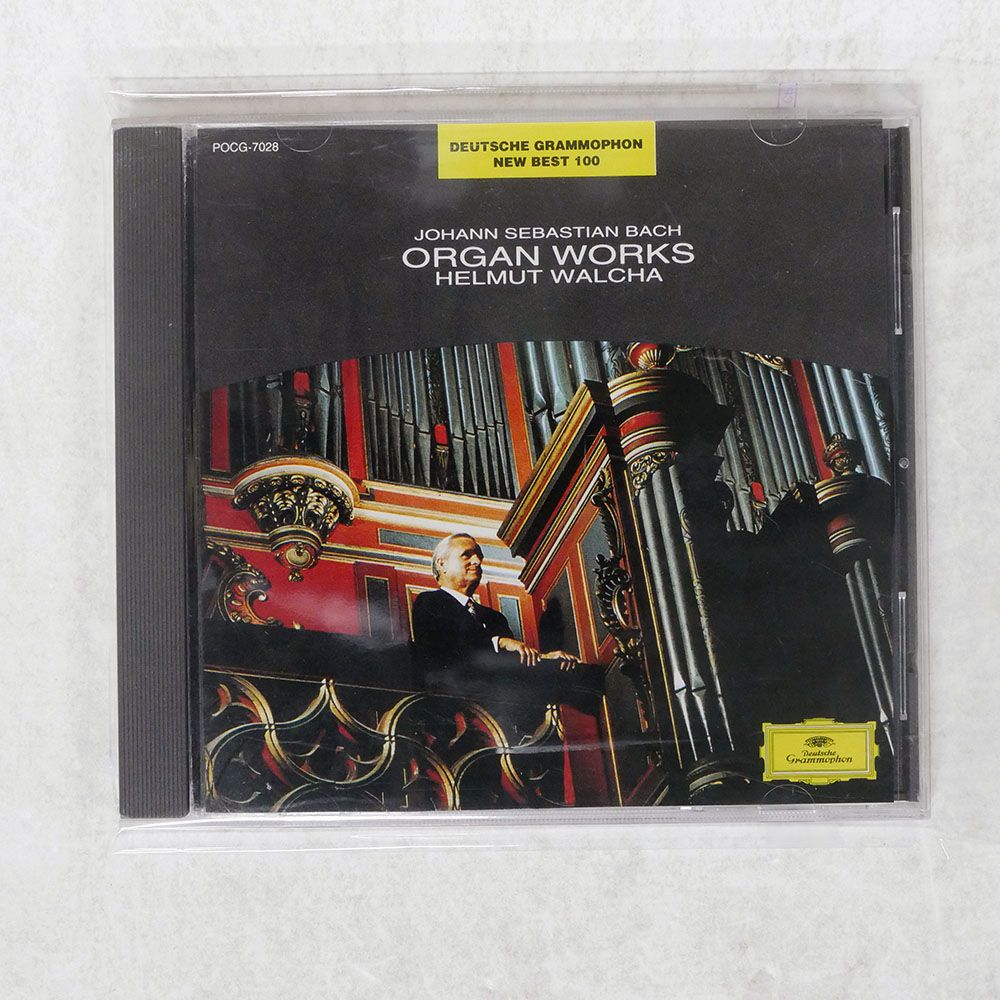 POCG-7028
DEUTSCHE GRAMMOPHON
NEW BEST 100
JOHANN SEBASTIAN BACH
ORGAN WORKS
HELMUT WALCHA
Deutsche
Grammophon